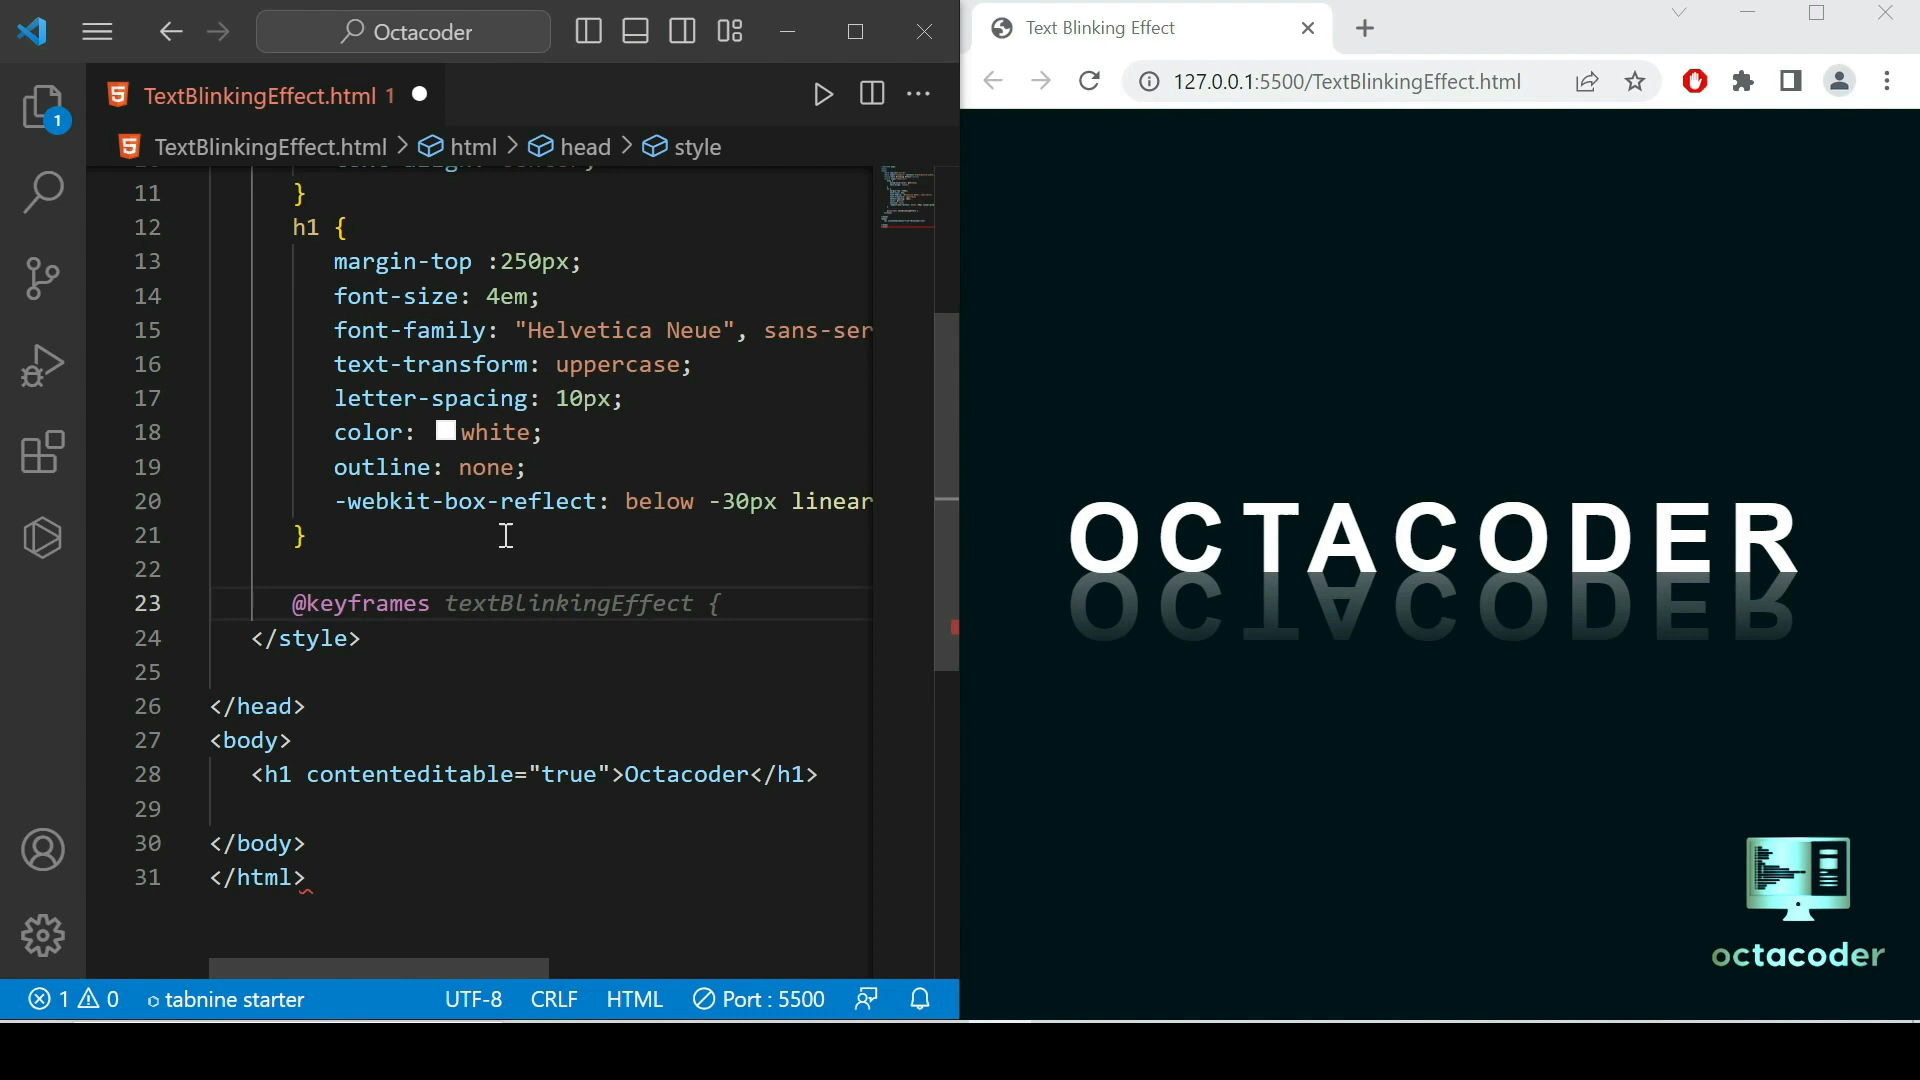 Octacoder
TextBlinkingEffect.html 1
TextBlinkingEffect.html > html > head > style
11 }
12 h1 {
13 margin-top :250px;
14 font-size: 4em;
15 font-family: "Helvetica Neue", sans-ser
16 text-transform: uppercase;
17 letter-spacing: 10px;
18 color: white;
19 outline: none;
20 -webkit-box-reflect: below -30px linear
21 }
22
23 @keyframes textBlinkingEffect {
24 </style>
25
26 </head>
27 <body>
28 <h1 contenteditable="true">Octacoder</h1>
29
30 </body>
31 </html>
1
1 0 tabnine starter UTF-8 CRLF HTML Port : 5500
Text Blinking Effect
127.0.0.1:5500/TextBlinkingEffect.html
OCTACODER
octacoder